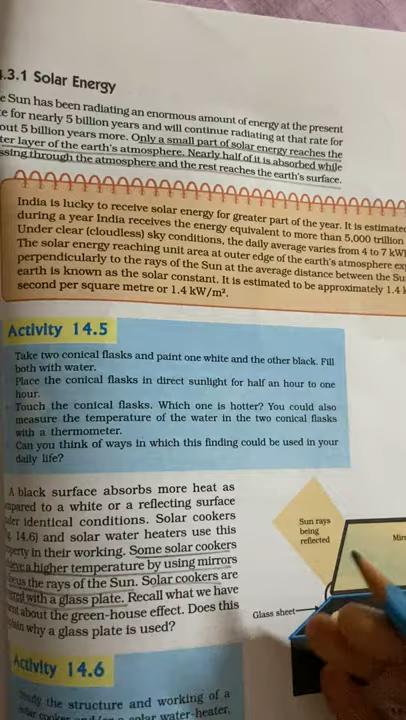 .3.1 Solar Energy
e Sun has been radiating an enormous amount of energy at the present
e for nearly 5 billion years and will continue radiating at that rate for
out 5 billion years more. Only a small part of solar energy reaches the
ter layer of the earth's atmosphere. Nearly half of it is absorbed while
ssing through the atmosphere and the rest reaches the earth's surface.
India is lucky to receive solar energy for greater part of the year. It is estimated
during a year India receives the energy equivalent to more than 5,000 trillion
Under clear (cloudless) sky conditions, the daily average varies from 4 to 7 kWh
The solar energy reaching unit area at outer edge of the earth's atmosphere exp
perpendicularly to the rays of the Sun at the average distance between the Su
earth is known as the solar constant. It is estimated to be approximately 1.4 k
second per square metre or 1.4 kW/m².
Activity 14.5
Take two conical flasks and paint one white and the other black. Fill
both with water.
Place the conical flasks in direct sunlight for half an hour to one
hour.
Touch the conical flasks. Which one is hotter? You could also
measure the temperature of the water in the two conical flasks
with a thermometer.
Can you think of ways in which this finding could be used in your
daily life?
A black surface absorbs more heat as
mpared to a white or a reflecting surface
der identical conditions. Solar cookers
14.6) and solar water heaters use this
perty in their working. Some solar cookers
ieve a higher temperature by using mirrors
ocus the rays of the Sun. Solar cookers are
ered with a glass plate. Recall what we have
rnt about the green-house effect. Does this
plain why a glass plate is used?
Sun rays
being
reflected
Mirr
Glass sheet
Activity 14.6
Study the structure and working of a
solar cooker and/or a solar water-heater,